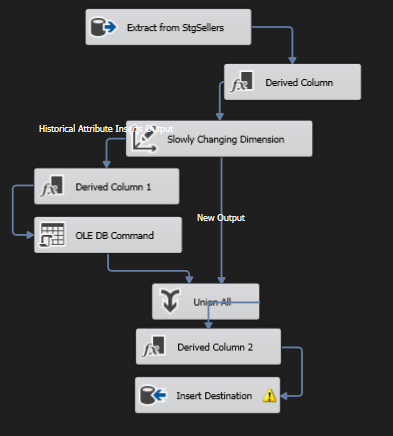 Extract from StgSellers
Derived Column
Historical Attribute Inserts Output
Slowly Changing Dimension
Derived Column 1
New Output
OLE DB Command
Union All
Derived Column 2
Insert Destination